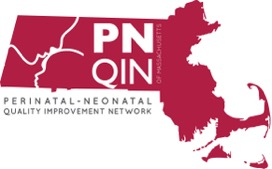 PN
QIN
OF MASSACHUSETTS
PERINATAL-NEONATAL
QUALITY IMPROVEMENT NETWORK